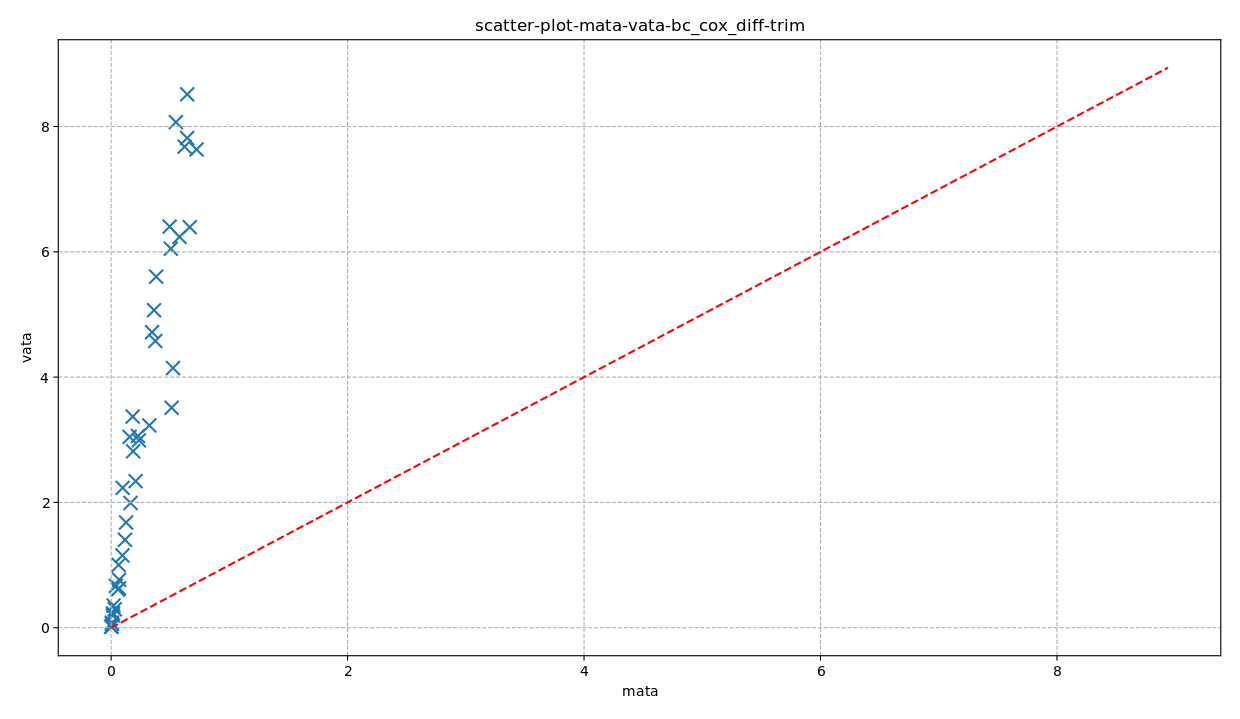 scatter-plot-mata-vata-bc_cox_diff-trim
8
6
4
2
0
vata
0 2 4 6 8
mata